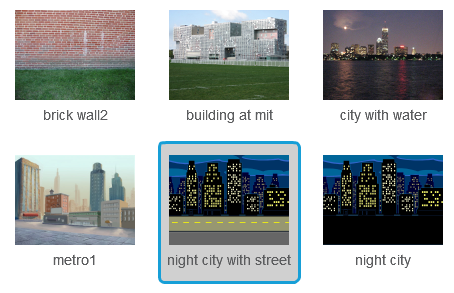 brick wall2
building at mit
city with water
metro1
night city with street
night city